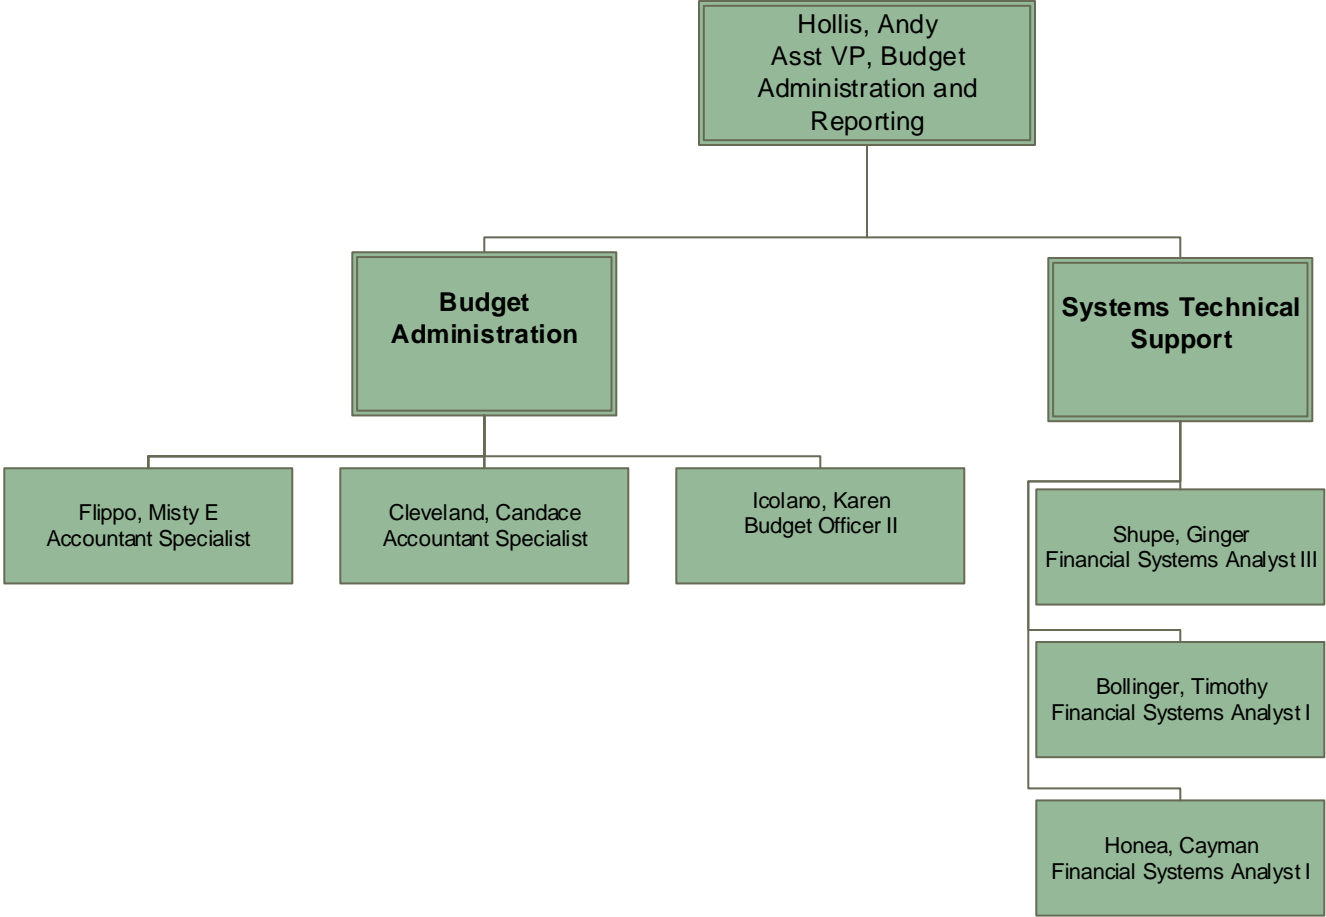 Hollis, Andy
Asst VP, Budget
Administration and
Reporting
Budget
Administration
Systems Technical
Support
Flippo, Misty E
Accountant Specialist
Cleveland, Candace
Accountant Specialist
Icolano, Karen
Budget Officer II
Shupe, Ginger
Financial Systems Analyst III
Bollinger, Timothy
Financial Systems Analyst I
Honea, Cayman
Financial Systems Analyst I